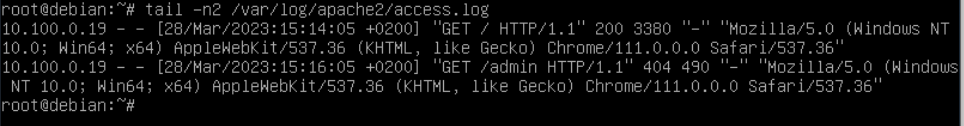 root@debian:~# tail -n2 /var/log/apache2/access.log
10.100.0.19 - - [28/Mar/2023:15:14:05 +0200] "GET / HTTP/1.1" 200 3380 "-" "Mozilla/5.0 (Windows NT
10.0; Win64; x64) AppleWebKit/537.36 (KHTML, like Gecko) Chrome/111.0.0.0 Safari/537.36"
10.100.0.19 - - [28/Mar/2023:15:16:05 +0200] "GET /admin HTTP/1.1" 404 490 "-" "Mozilla/5.0 (Windows
 NT 10.0; Win64; x64) AppleWebKit/537.36 (KHTML, like Gecko) Chrome/111.0.0.0 Safari/537.36"
root@debian:~#